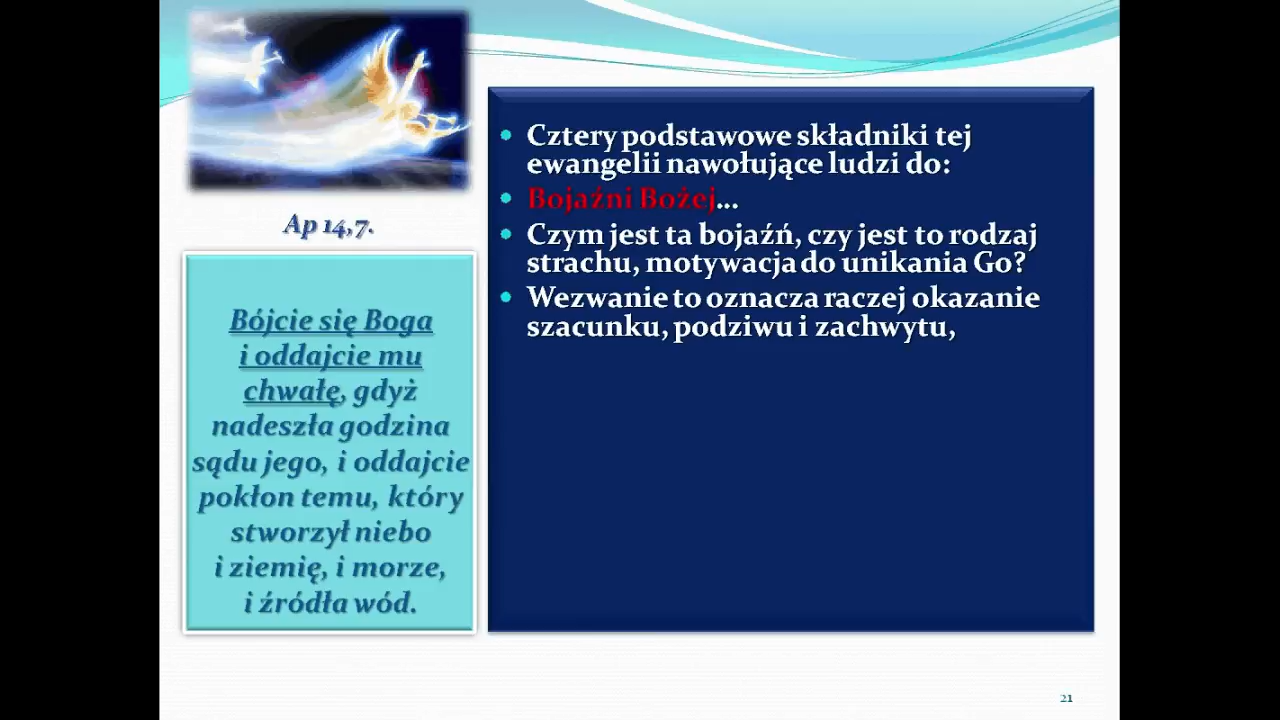 Ap 14,7.
Bójcie się Boga
i oddajcie mu
chwałę, gdyż
nadeszła godzina
sądu jego, i oddajcie
pokłon temu, który
stworzył niebo
i ziemię, i morze,
i źródła wód.
• Cztery podstawowe składniki tej
ewangelii nawołujące ludzi do:
• Bojaźni Bożej...
• Czym jest ta bojaźń, czy jest to rodzaj
strachu, motywacja do unikania Go?
• Wezwanie to oznacza raczej okazanie
szacunku, podziwu i zachwytu,
21